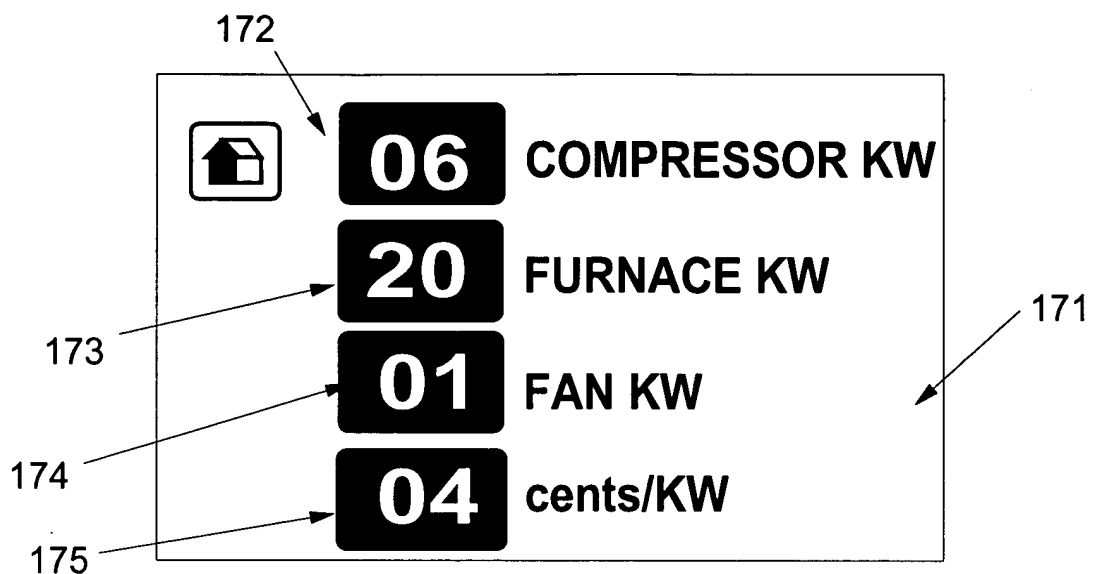 172
06 COMPRESSOR KW
20 FURNACE KW
171
173
01 FAN KW
174
04 cents/KW
175